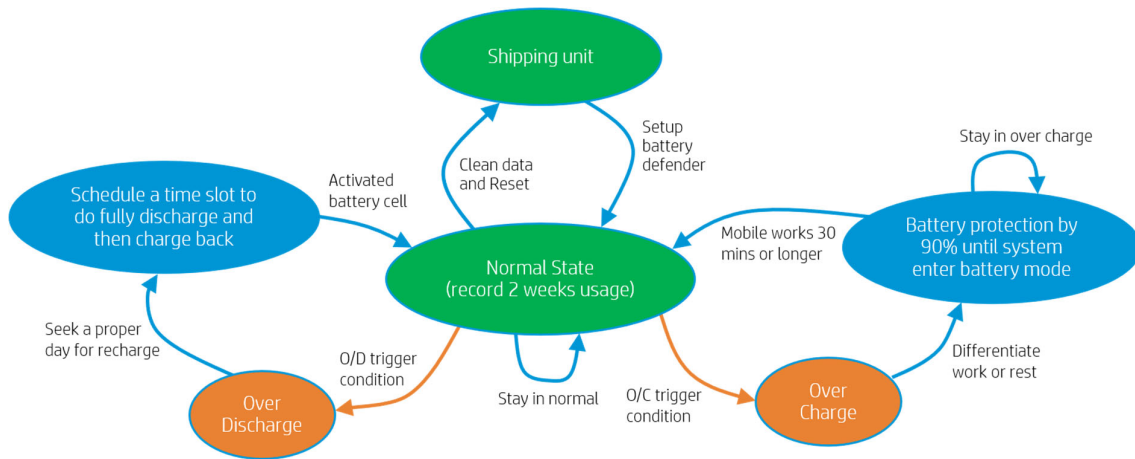 Shipping unit
Setup
battery
defender
Clean data
and Reset
Stay in over charge
Schedule a time slot to
do fully discharge and
then charge back
Activated
battery cell
Mobile works 30
mins or longer
Battery protection by
90% until system
enter battery mode
Normal State
(record 2 weeks usage)
Seek a proper
day for recharge
O/D trigger
condition
Stay in normal
O/C trigger
condition
Differentiate
work or rest
Over
Discharge
Over
Charge